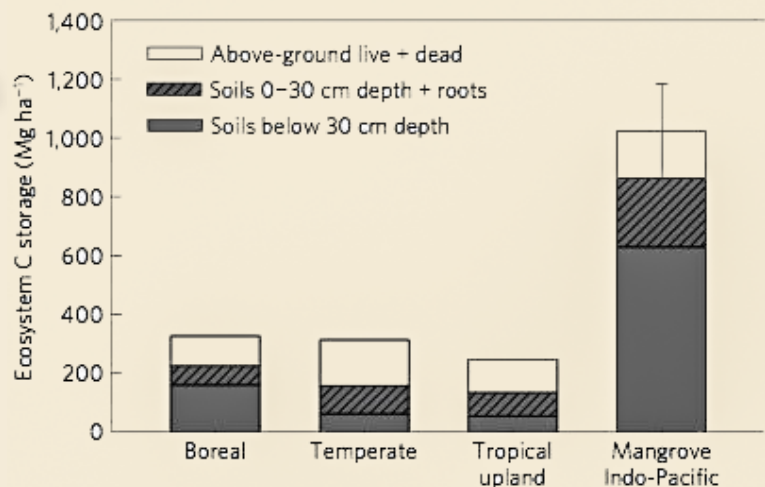 Ecosystem C storage (Mg ha⁻¹)
1,400
1,200
1,000
800
600
400
200
0
Above-ground live + dead
Soils 0–30 cm depth + roots
Soils below 30 cm depth
Boreal
Temperate
Tropical
upland
Mangrove
Indo-Pacific